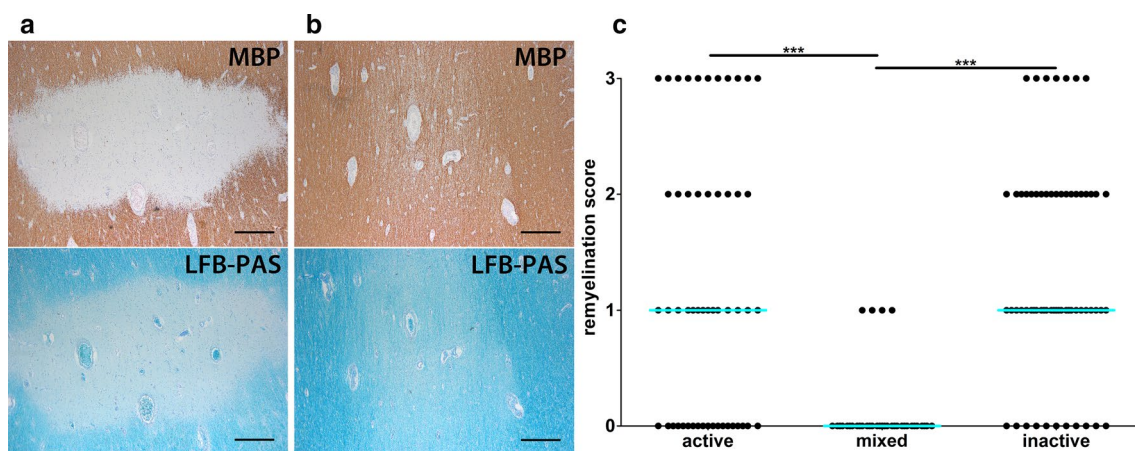 a
MBP
LFB-PAS
b
MBP
LFB-PAS
c
***
***
remyelination score
3
2
1
0
active
mixed
inactive